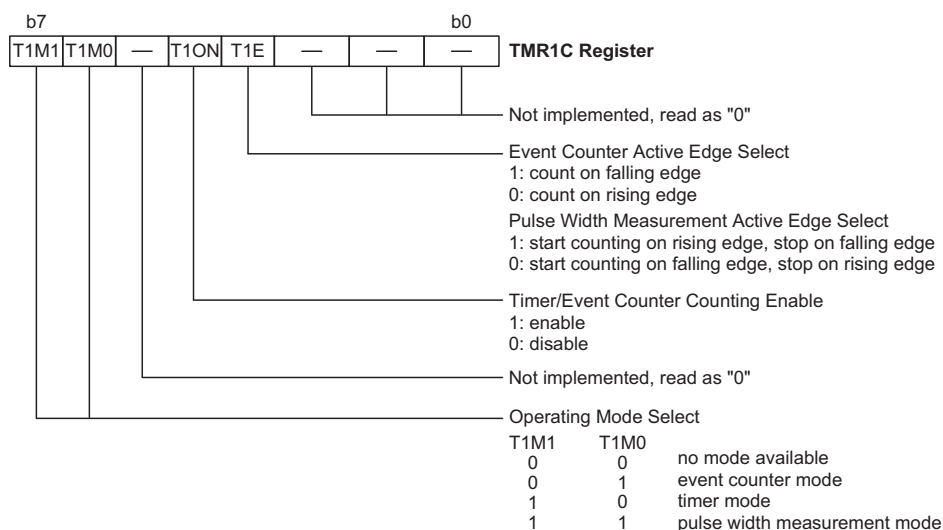 b7 b0
T1M1 T1M0 — T1ON T1E — — — TMR1C Register
Not implemented, read as "0"
Event Counter Active Edge Select
1: count on falling edge
0: count on rising edge
Pulse Width Measurement Active Edge Select
1: start counting on rising edge, stop on falling edge
0: start counting on falling edge, stop on rising edge
Timer/Event Counter Counting Enable
1: enable
0: disable
Not implemented, read as "0"
Operating Mode Select
T1M1 T1M0
0 0 no mode available
0 1 event counter mode
1 0 timer mode
1 1 pulse width measurement mode